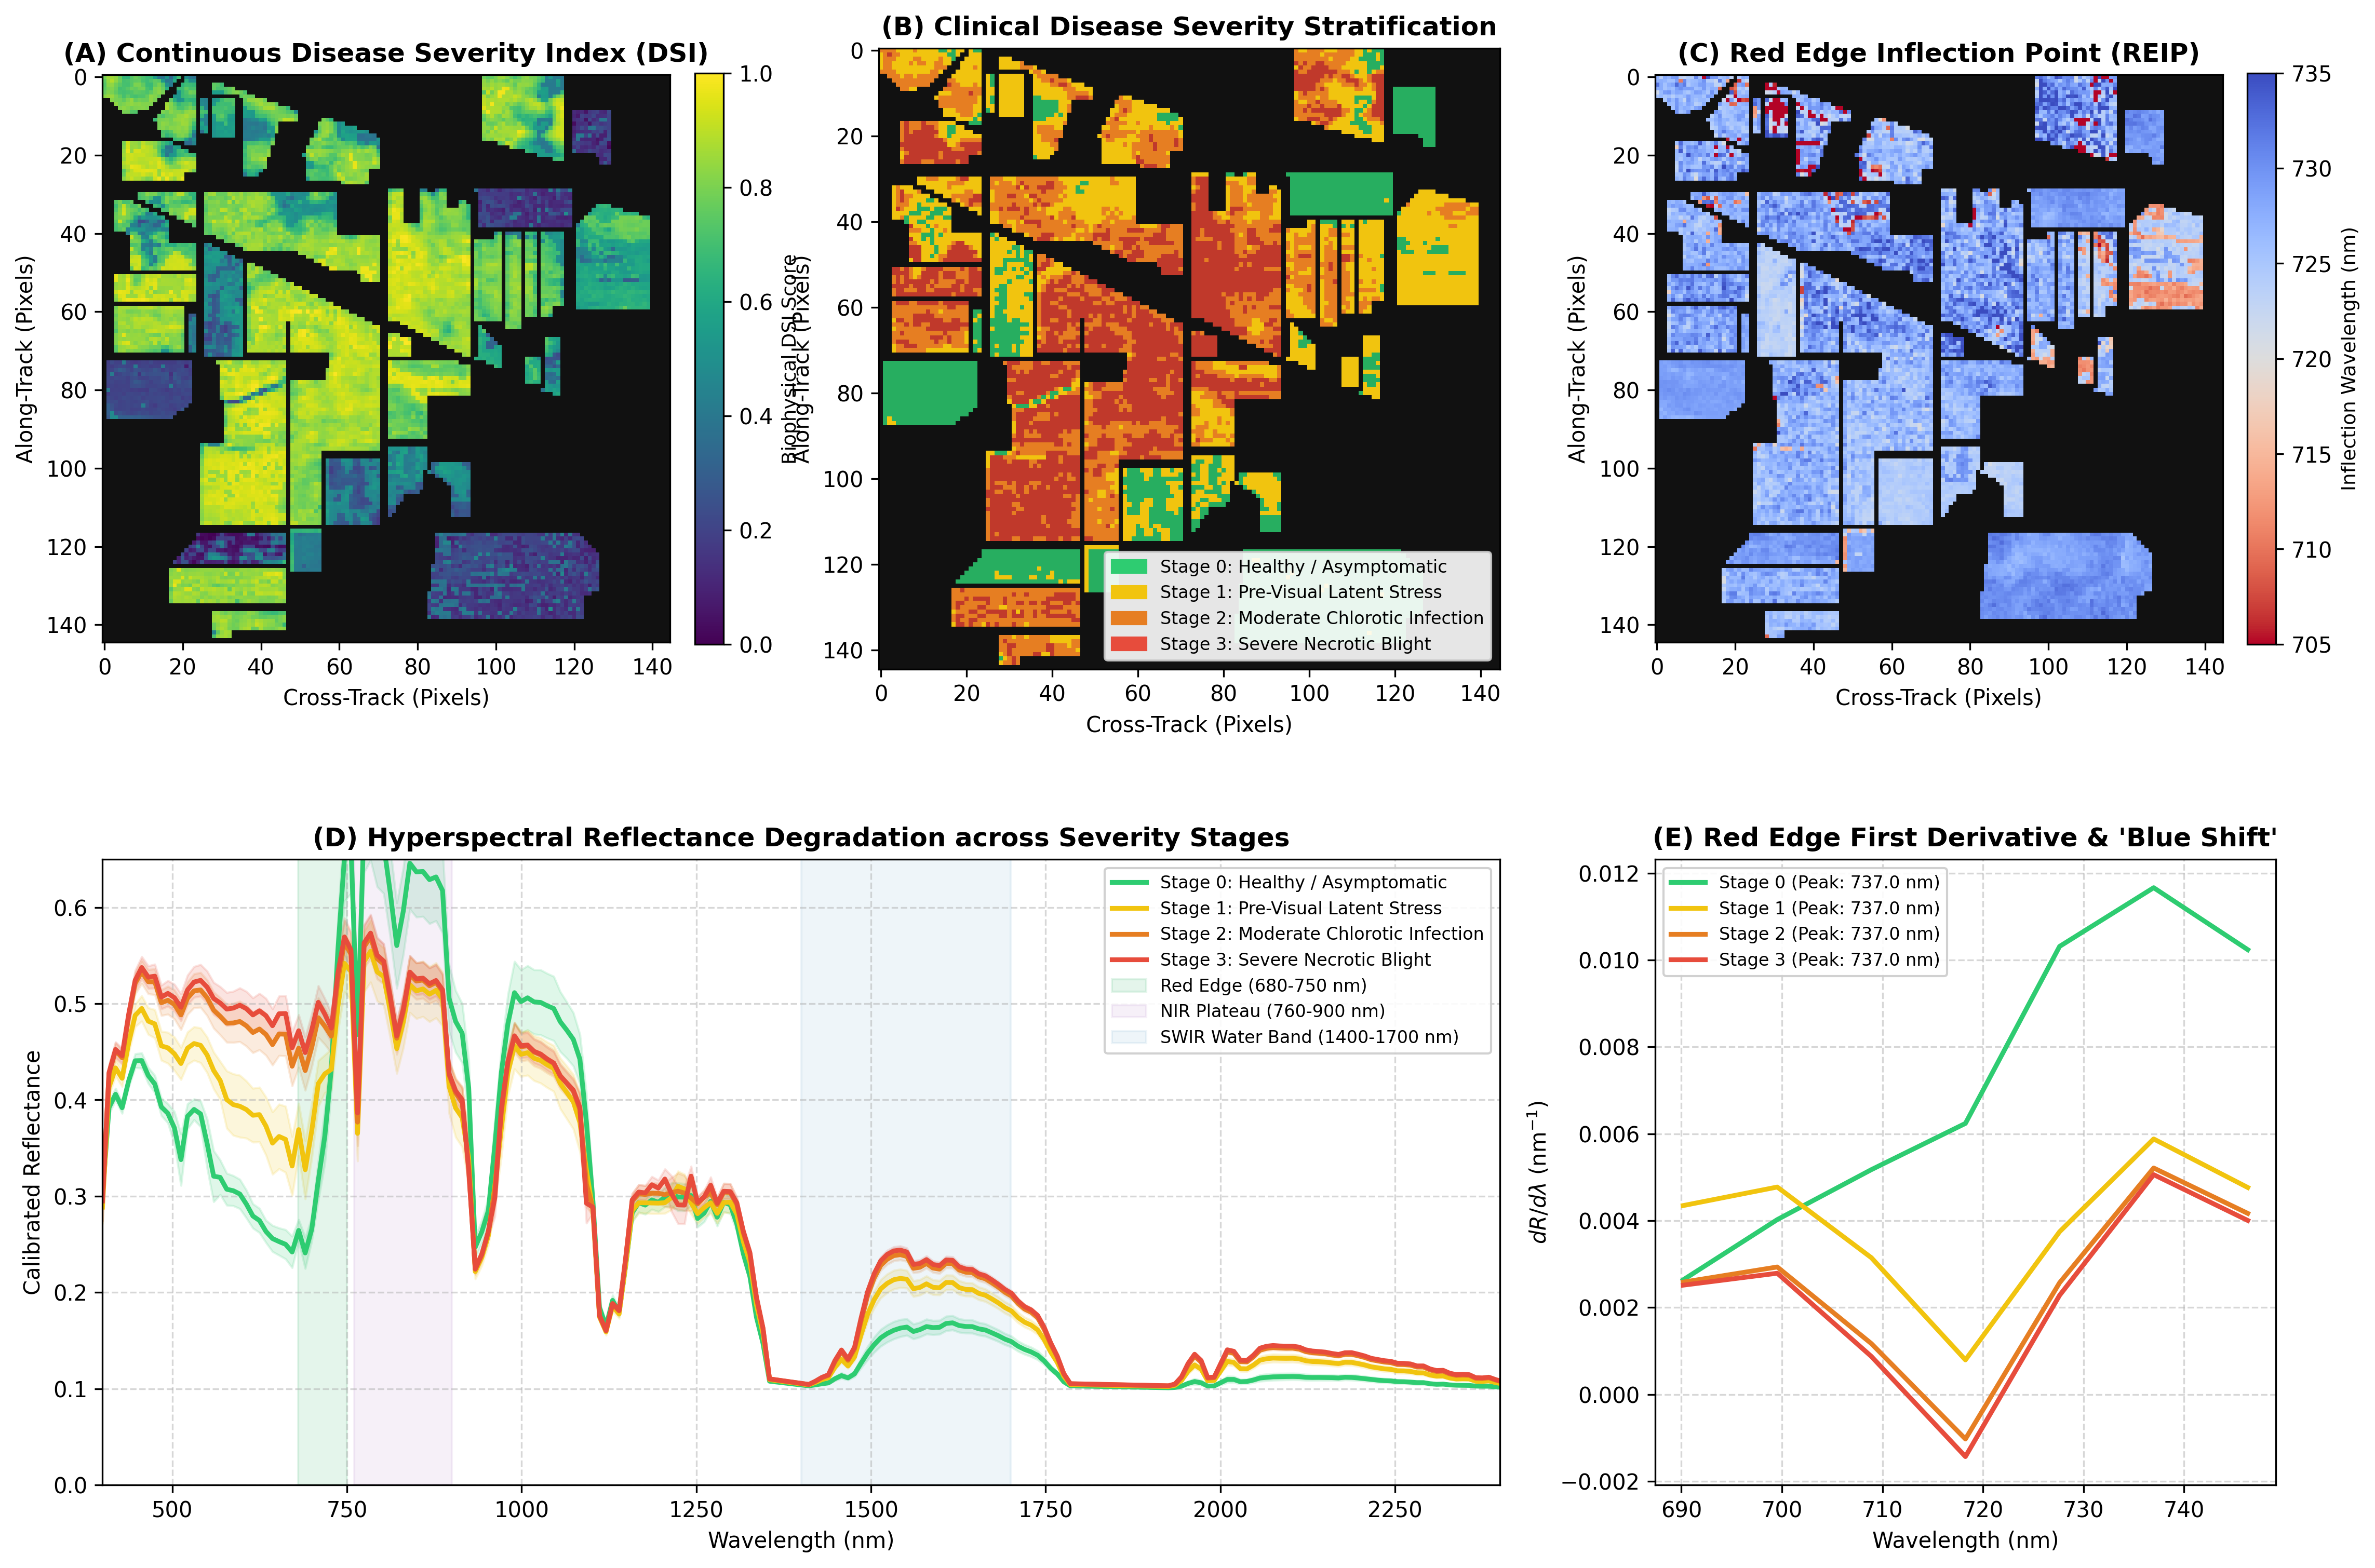 (A) Continuous Disease Severity Index (DSI)
0
20
40
60
80
100
120
140
0 20 40 60 80 100 120 140
Along-Track (Pixels)
Cross-Track (Pixels)
1.0
0.8
0.6
0.4
0.2
0.0
Biophysical DSI Score
(B) Clinical Disease Severity Stratification
0
20
40
60
80
100
120
140
0 20 40 60 80 100 120 140
Along-Track (Pixels)
Cross-Track (Pixels)
Stage 0: Healthy / Asymptomatic
Stage 1: Pre-Visual Latent Stress
Stage 2: Moderate Chlorotic Infection
Stage 3: Severe Necrotic Blight
(C) Red Edge Inflection Point (REIP)
0
20
40
60
80
100
120
140
0 20 40 60 80 100 120 140
Along-Track (Pixels)
Cross-Track (Pixels)
735
730
725
720
715
710
705
Inflection Wavelength (nm)
(D) Hyperspectral Reflectance Degradation across Severity Stages
0.6
0.5
0.4
0.3
0.2
0.1
0.0
500 750 1000 1250 1500 1750 2000 2250
Calibrated Reflectance
Wavelength (nm)
Stage 0: Healthy / Asymptomatic
Stage 1: Pre-Visual Latent Stress
Stage 2: Moderate Chlorotic Infection
Stage 3: Severe Necrotic Blight
Red Edge (680-750 nm)
NIR Plateau (760-900 nm)
SWIR Water Band (1400-1700 nm)
(E) Red Edge First Derivative & 'Blue Shift'
0.012
0.010
0.008
0.006
0.004
0.002
0.000
−0.002
690 700 710 720 730 740
dR/dλ (nm⁻¹)
Wavelength (nm)
Stage 0 (Peak: 737.0 nm)
Stage 1 (Peak: 737.0 nm)
Stage 2 (Peak: 737.0 nm)
Stage 3 (Peak: 737.0 nm)